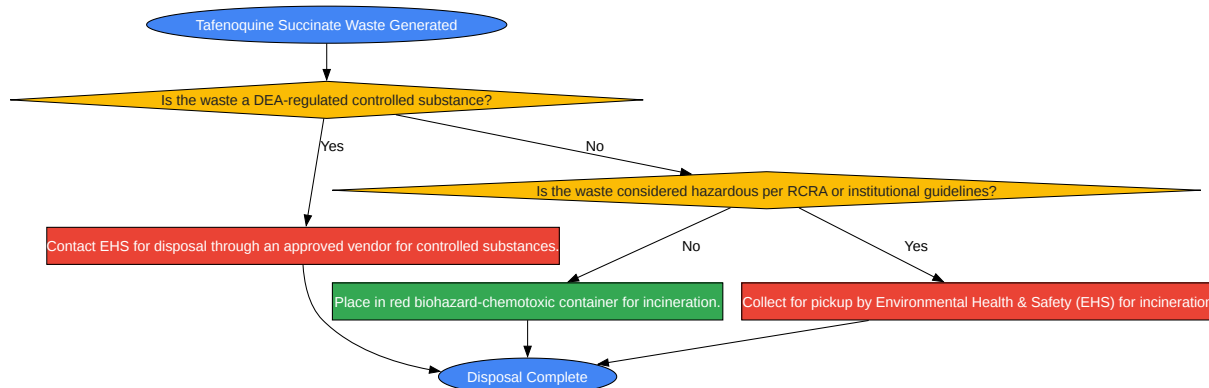 Tafenoquine Succinate Waste Generated
Is the waste a DEA-regulated controlled substance?
Yes
No
Is the waste considered hazardous per RCRA or institutional guidelines?
Contact EHS for disposal through an approved vendor for controlled substances.
No
Yes
Place in red biohazard-chemotoxic container for incineration.
Collect for pickup by Environmental Health & Safety (EHS) for incineration
Disposal Complete